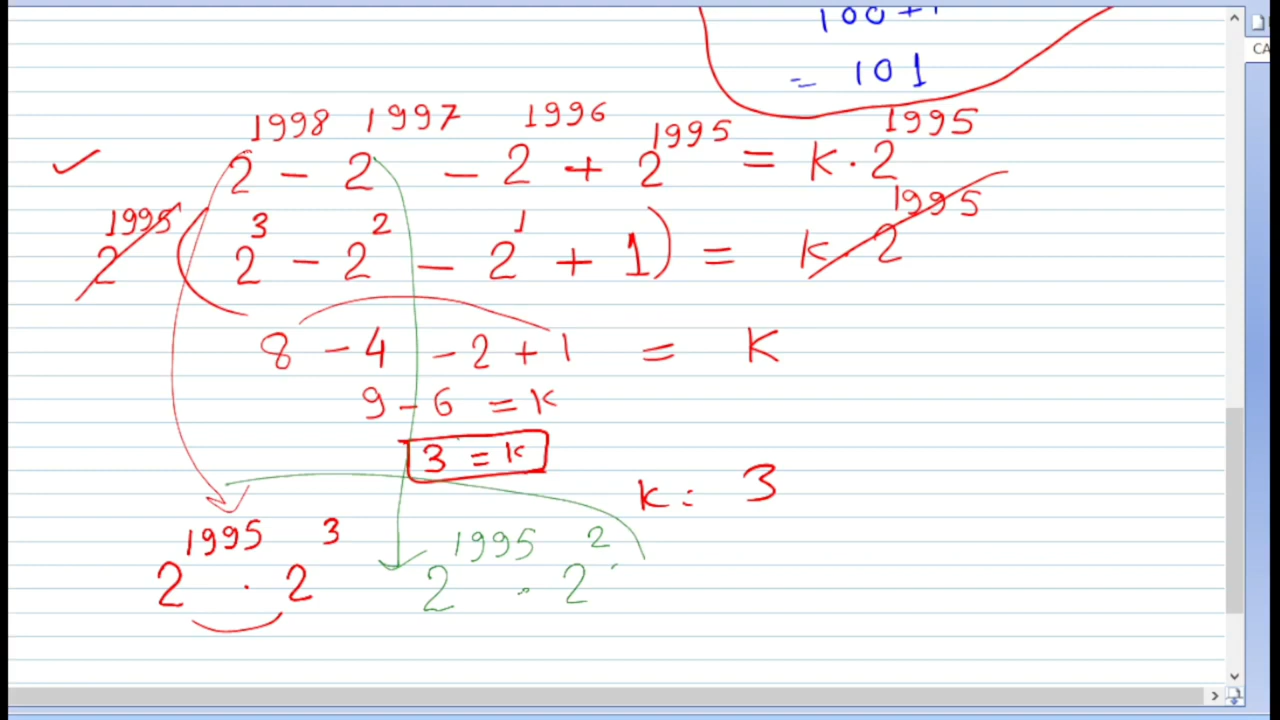 100 + 1
= 101
2^1998 - 2^1997 - 2^1996 + 2^1995 = k · 2^1995
2^1995 (2^3 - 2^2 - 2^1 + 1) = k · 2^1995
8 - 4 - 2 + 1 = K
9 - 6 = k
3 = k
k = 3
2^1995 · 2^3 2^1995 · 2^2
CA